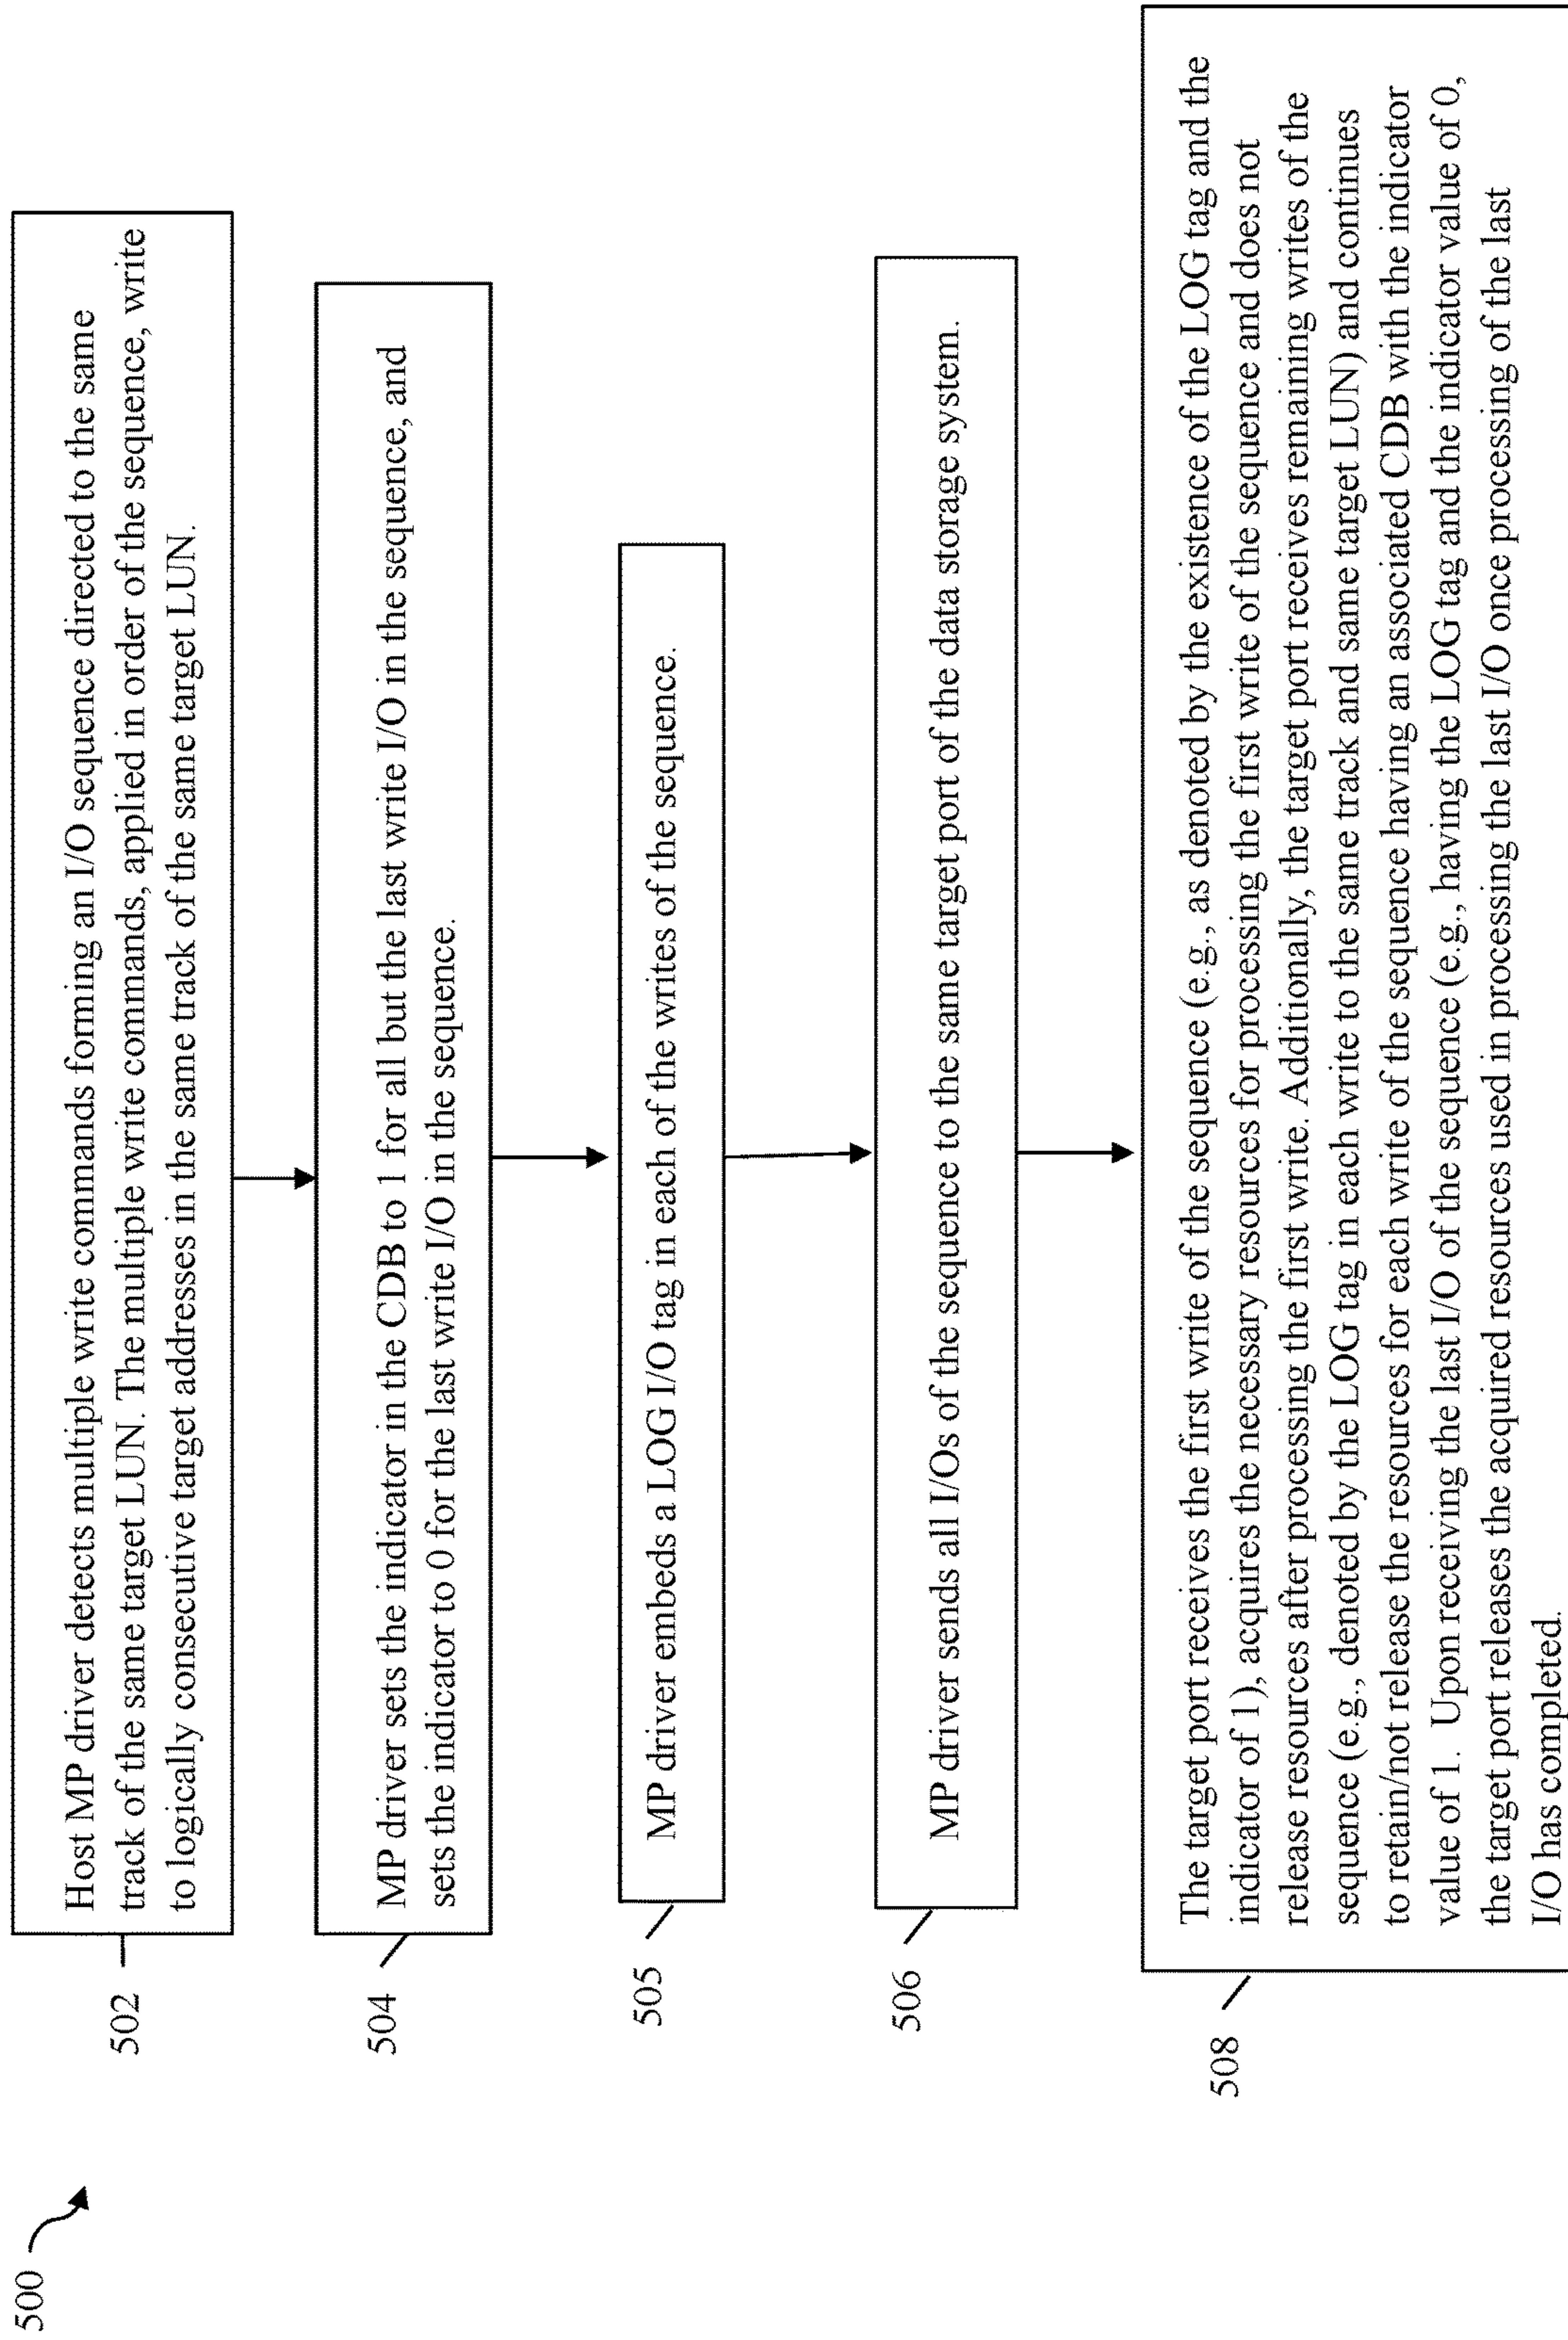 500
502
Host MP driver detects multiple write commands forming an I/O sequence directed to the same
track of the same target LUN. The multiple write commands, applied in order of the sequence, write
to logically consecutive target addresses in the same track of the same target LUN.
504
MP driver sets the indicator in the CDB to 1 for all but the last write I/O in the sequence, and
sets the indicator to 0 for the last write I/O in the sequence.
505
MP driver embeds a LOG I/O tag in each of the writes of the sequence.
506
MP driver sends all I/Os of the sequence to the same target port of the data storage system.
508
The target port receives the first write of the sequence (e.g., as denoted by the existence of the LOG tag and the
indicator of 1), acquires the necessary resources for processing the first write of the sequence and does not
release resources after processing the first write. Additionally, the target port receives remaining writes of the
sequence (e.g., denoted by the LOG tag in each write to the same track and same target LUN) and continues
to retain/not release the resources for each write of the sequence having an associated CDB with the indicator
value of 1. Upon receiving the last I/O of the sequence (e.g., having the LOG tag and the indicator value of 0,
the target port releases the acquired resources used in processing the last I/O once processing of the last
I/O has completed.